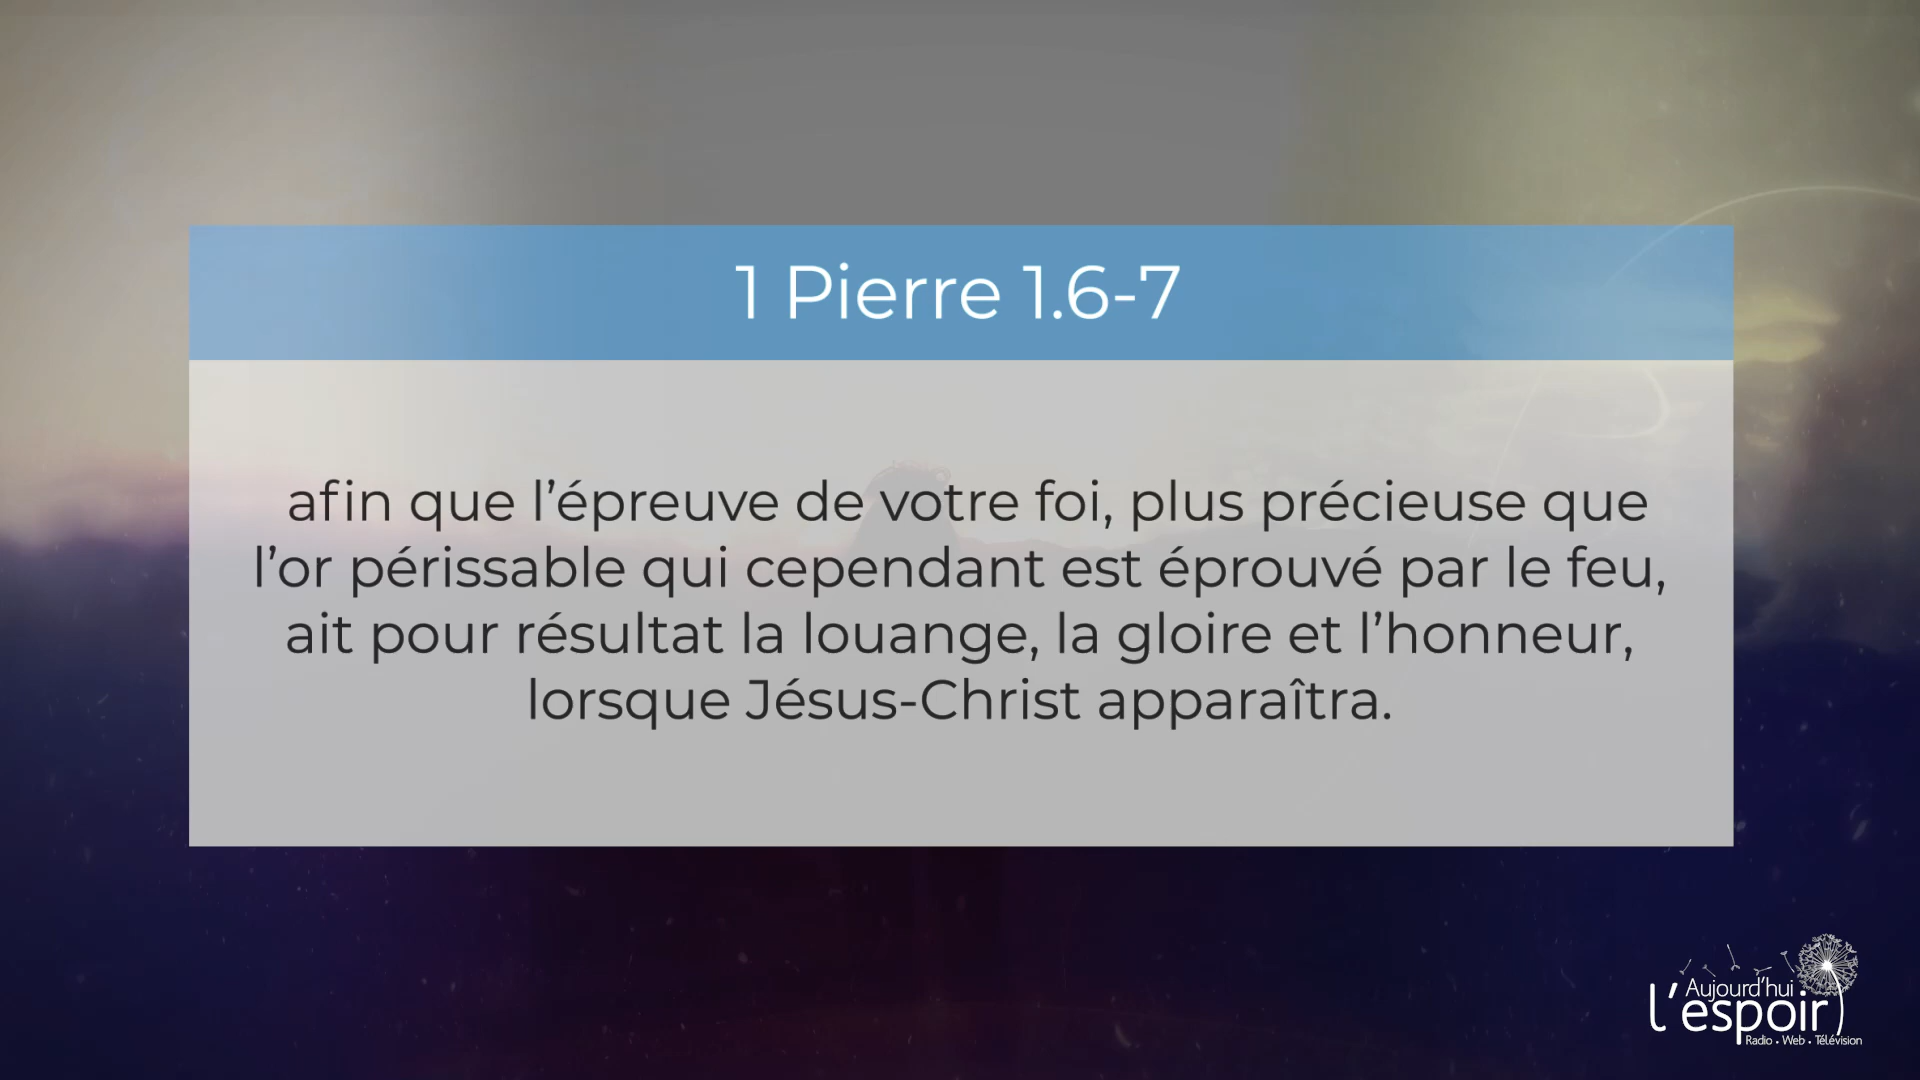 1 Pierre 1.6-7
afin que l’épreuve de votre foi, plus précieuse que
l’or périssable qui cependant est éprouvé par le feu,
ait pour résultat la louange, la gloire et l’honneur,
lorsque Jésus-Christ apparaîtra.
Aujourd’hui
l’espoir
Radio • Web • Télévision